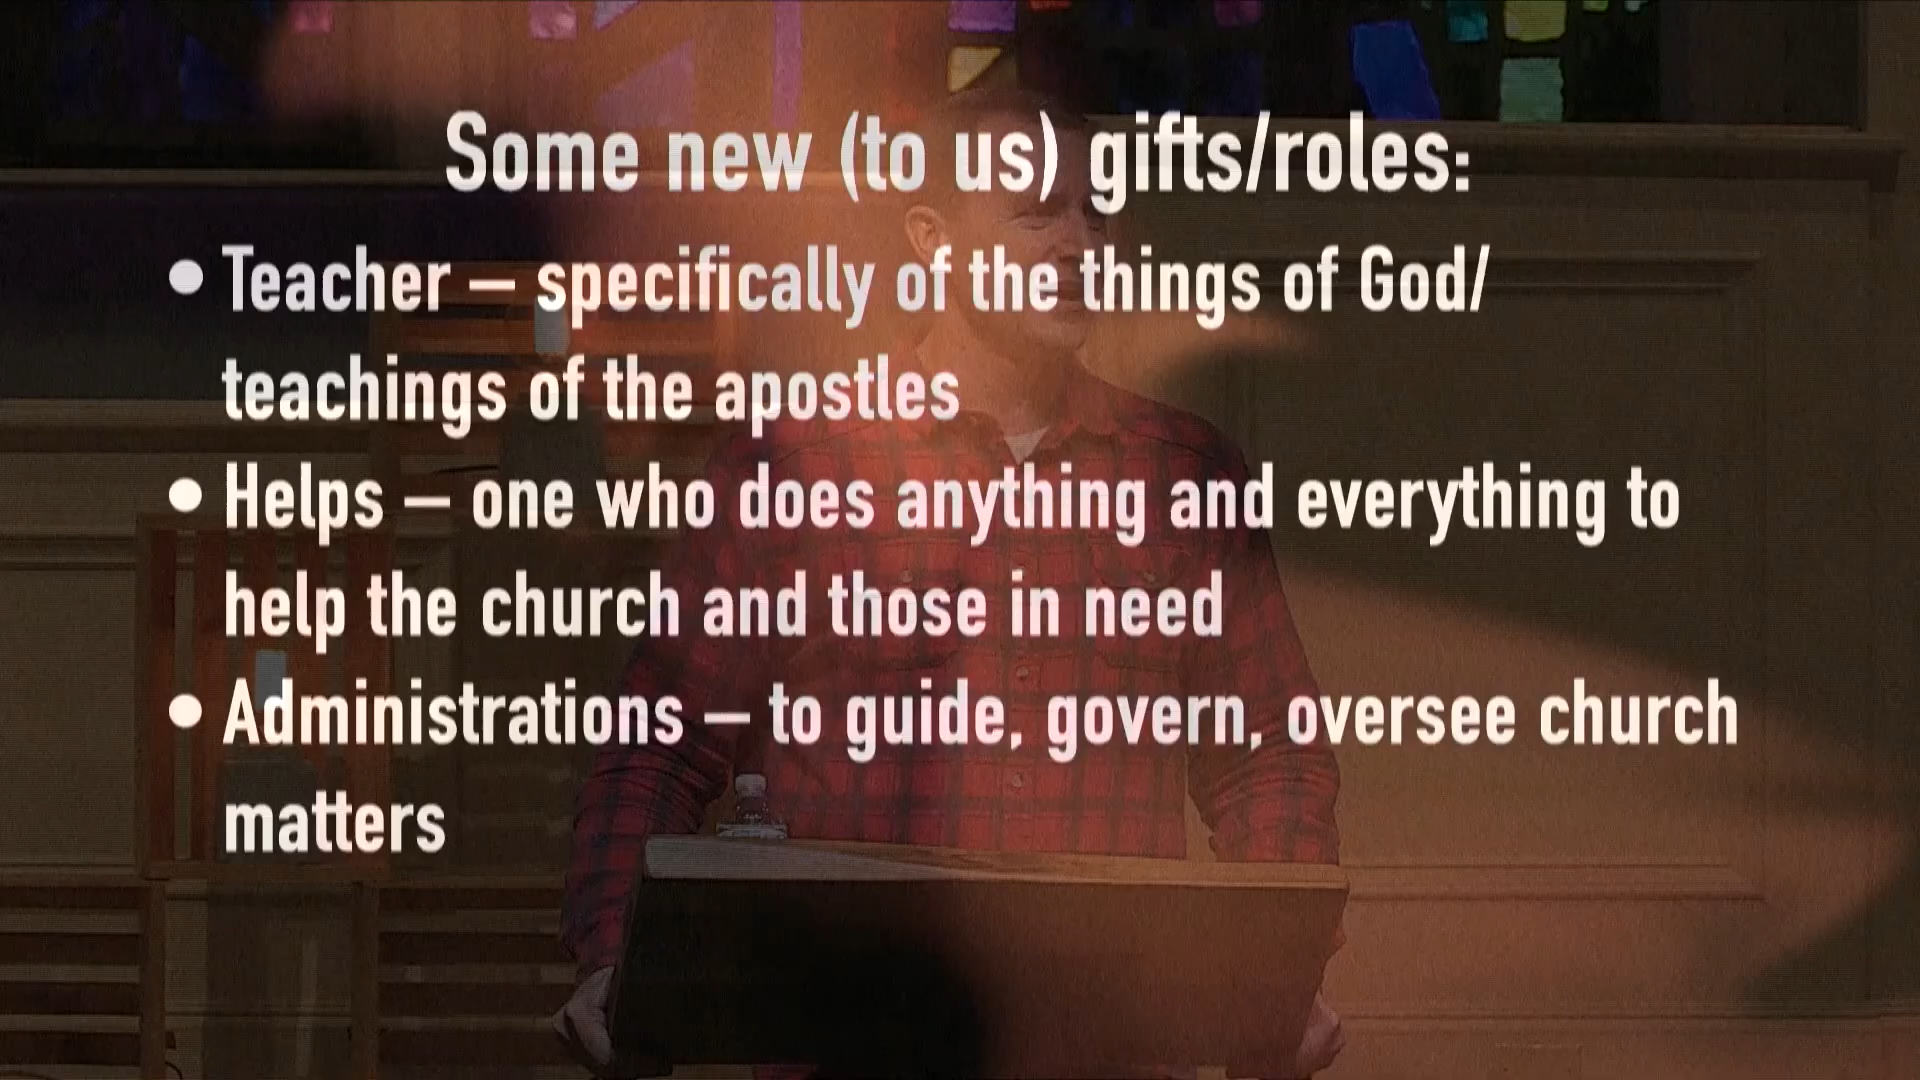 Some new (to us) gifts/roles:
• Teacher – specifically of the things of God/
teachings of the apostles
• Helps – one who does anything and everything to
help the church and those in need
• Administrations – to guide, govern, oversee church
matters